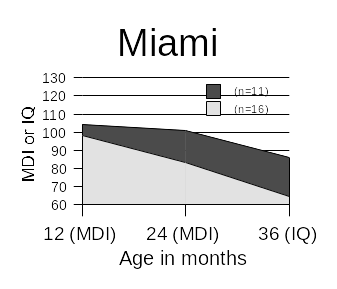 Miami
130
120
110
100
90
80
70
60
MDI or IQ
(n=11)
(n=16)
12 (MDI)
24 (MDI)
36 (IQ)
Age in months